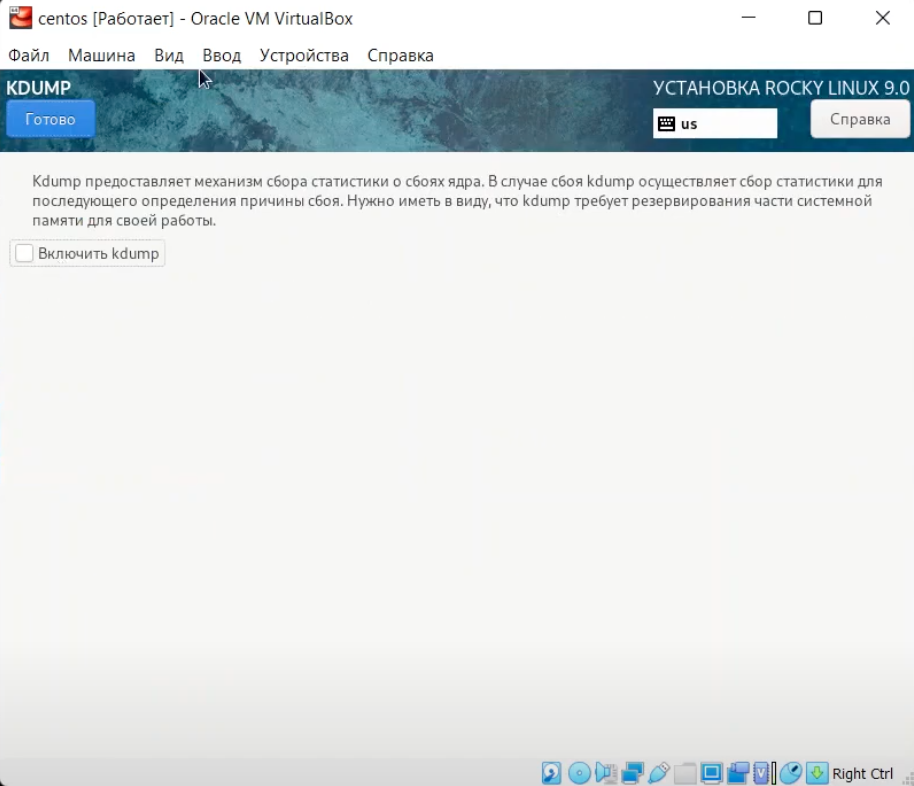 centos [Работает] - Oracle VM VirtualBox
Файл Машина Вид Ввод Устройства Справка
KDUMP
УСТАНОВКА ROCKY LINUX 9.0
Готово
us
Справка
Kdump предоставляет механизм сбора статистики о сбоях ядра. В случае сбоя kdump осуществляет сбор статистики для
последующего определения причины сбоя. Нужно иметь в виду, что kdump требует резервирования части системной
памяти для своей работы.
Включить kdump
Right Ctrl